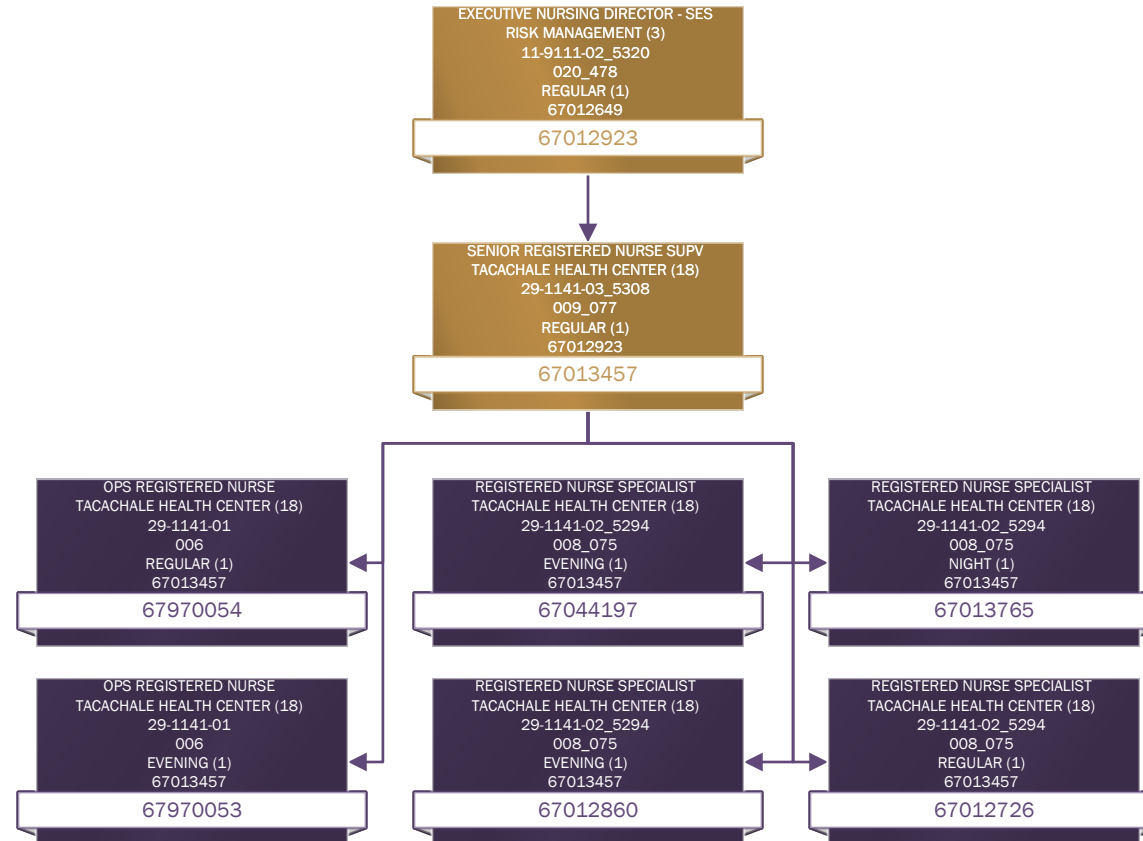 EXECUTIVE NURSING DIRECTOR - SES
RISK MANAGEMENT (3)
11-9111-02_5320
020_478
REGULAR (1)
67012649
67012923
SENIOR REGISTERED NURSE SUPV
TACACHALE HEALTH CENTER (18)
29-1141-03_5308
009_077
REGULAR (1)
67012923
67013457
OPS REGISTERED NURSE
TACACHALE HEALTH CENTER (18)
29-1141-01
006
REGULAR (1)
67013457
67970054
REGISTERED NURSE SPECIALIST
TACACHALE HEALTH CENTER (18)
29-1141-02_5294
008_075
EVENING (1)
67013457
67044197
REGISTERED NURSE SPECIALIST
TACACHALE HEALTH CENTER (18)
29-1141-02_5294
008_075
NIGHT (1)
67013457
67013765
OPS REGISTERED NURSE
TACACHALE HEALTH CENTER (18)
29-1141-01
006
EVENING (1)
67013457
67970053
REGISTERED NURSE SPECIALIST
TACACHALE HEALTH CENTER (18)
29-1141-02_5294
008_075
EVENING (1)
67013457
67012860
REGISTERED NURSE SPECIALIST
TACACHALE HEALTH CENTER (18)
29-1141-02_5294
008_075
REGULAR (1)
67013457
67012726